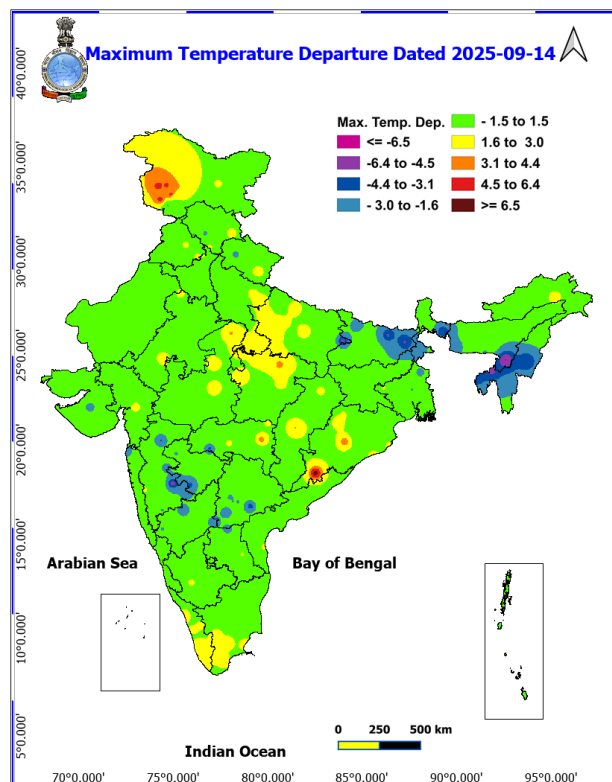 Maximum Temperature Departure Dated 2025-09-14
Max. Temp. Dep.
<= -6.5
-6.4 to -4.5
-4.4 to -3.1
- 3.0 to -1.6
- 1.5 to 1.5
1.6 to 3.0
3.1 to 4.4
4.5 to 6.4
>= 6.5
40°0.000'
35°0.000'
30°0.000'
25°0.000'
20°0.000'
15°0.000'
10°0.000'
5°0.000'
Arabian Sea
Bay of Bengal
Indian Ocean
0 250 500 km
70°0.000' 75°0.000' 80°0.000' 85°0.000' 90°0.000' 95°0.000'